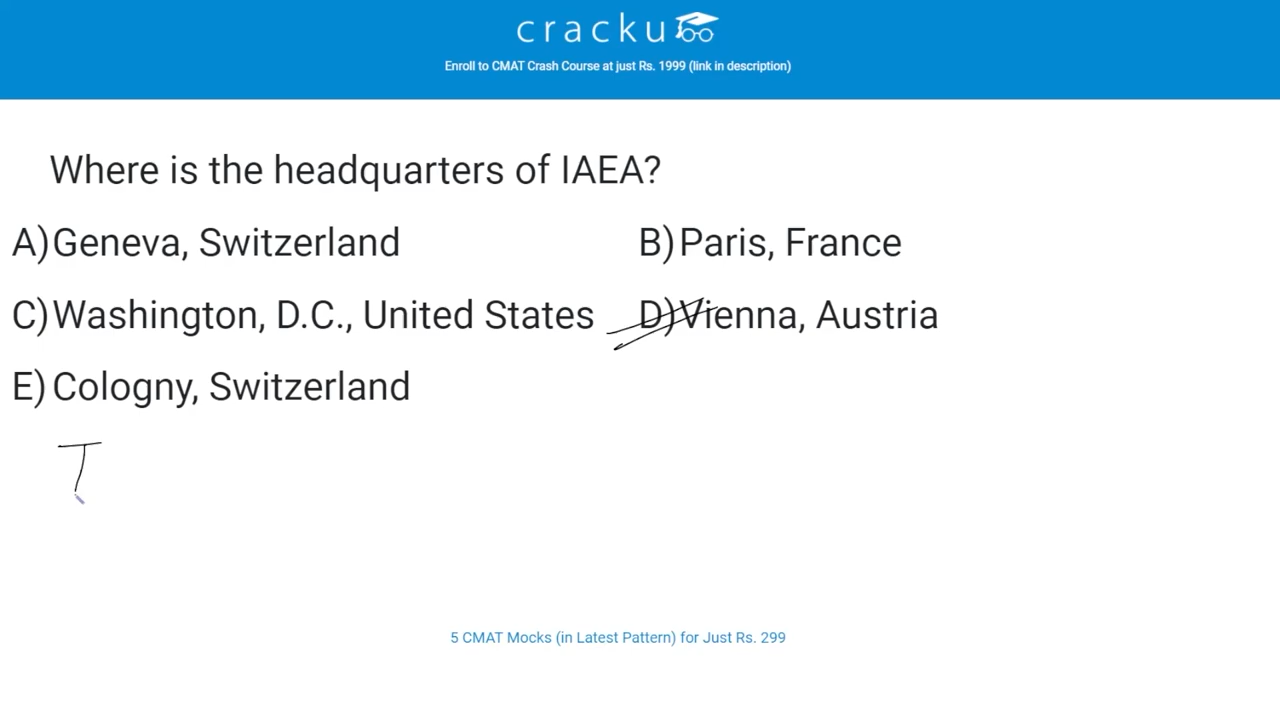 cracku
Enroll to CMAT Crash Course at just Rs. 1999 (link in description)
Where is the headquarters of IAEA?
A) Geneva, Switzerland
B) Paris, France
C) Washington, D.C., United States
D) Vienna, Austria
E) Cologny, Switzerland
I
5 CMAT Mocks (in Latest Pattern) for Just Rs. 299